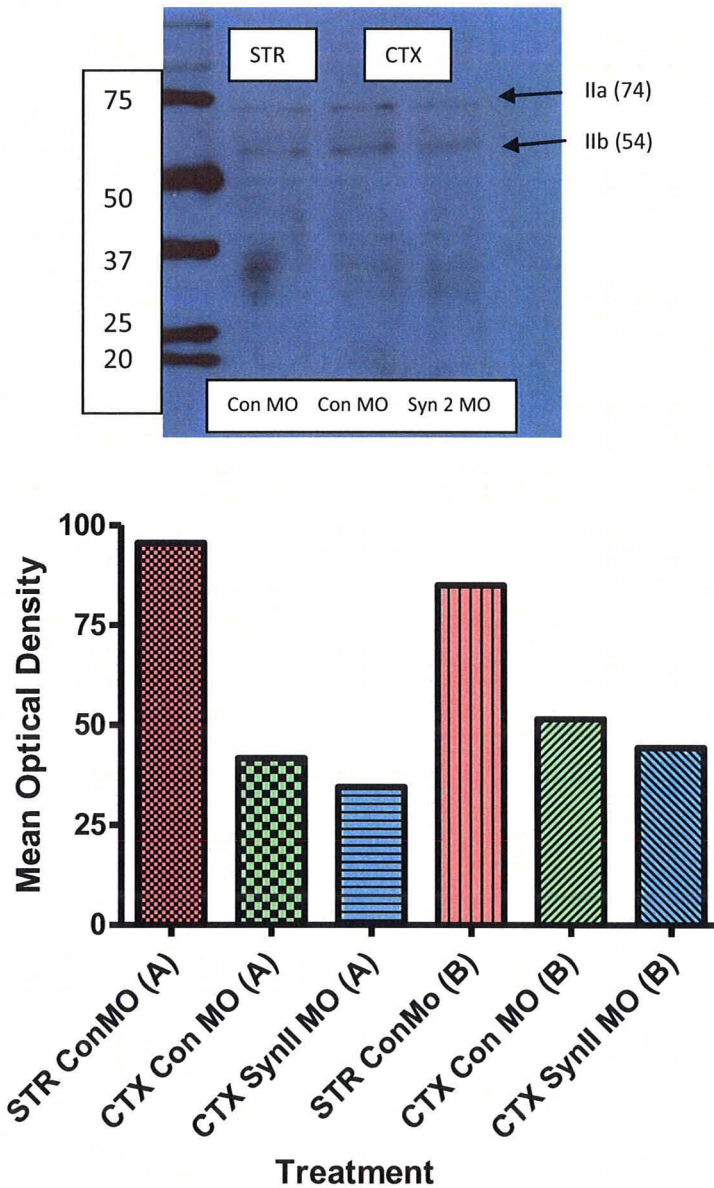 STR CTX
IIa (74)
75
IIb (54)
50
37
25
20
Con MO Con MO Syn 2 MO
100
75
50
25
0
Mean Optical Density
STR ConMO (A)
CTX Con MO (A)
CTX SynII MO (A)
STR ConMo (B)
CTX Con MO (B)
CTX SynII MO (B)
Treatment